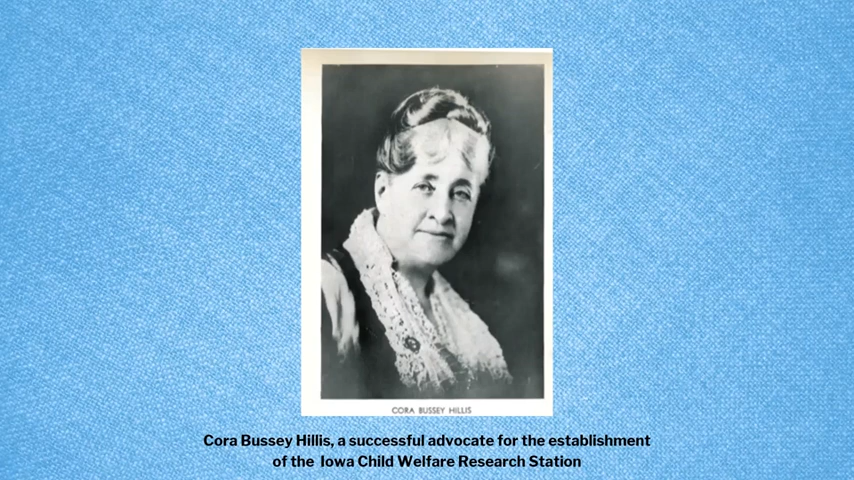 CORA BUSSEY HILLIS
Cora Bussey Hillis, a successful advocate for the establishment
of the Iowa Child Welfare Research Station